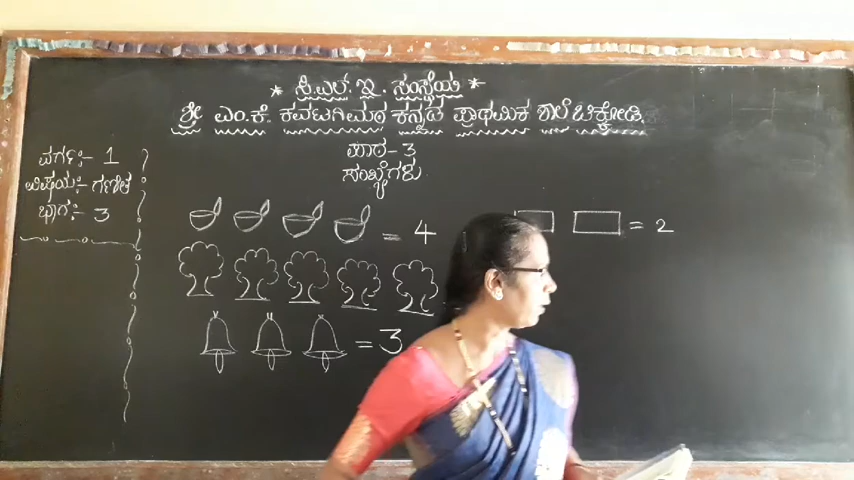 * ಸಿ.ಎಲ್.ಇ. ಸಂಸ್ಥೆಯ *
ಶ್ರೀ ಎಂ.ಕೆ. ಕವಟಗಿಮಠ ಕನ್ನಡ ಪ್ರಾಥಮಿಕ ಶಾಲೆ ಚಿಕ್ಕೋಡಿ.
ವರ್ಗ:- 1
ವಿಷಯ:- ಗಣಿತ
ಭಾಗ:- 3
ಪಾಠ-3
ಸಂಖ್ಯೆಗಳು
= 4
= 2
= 3